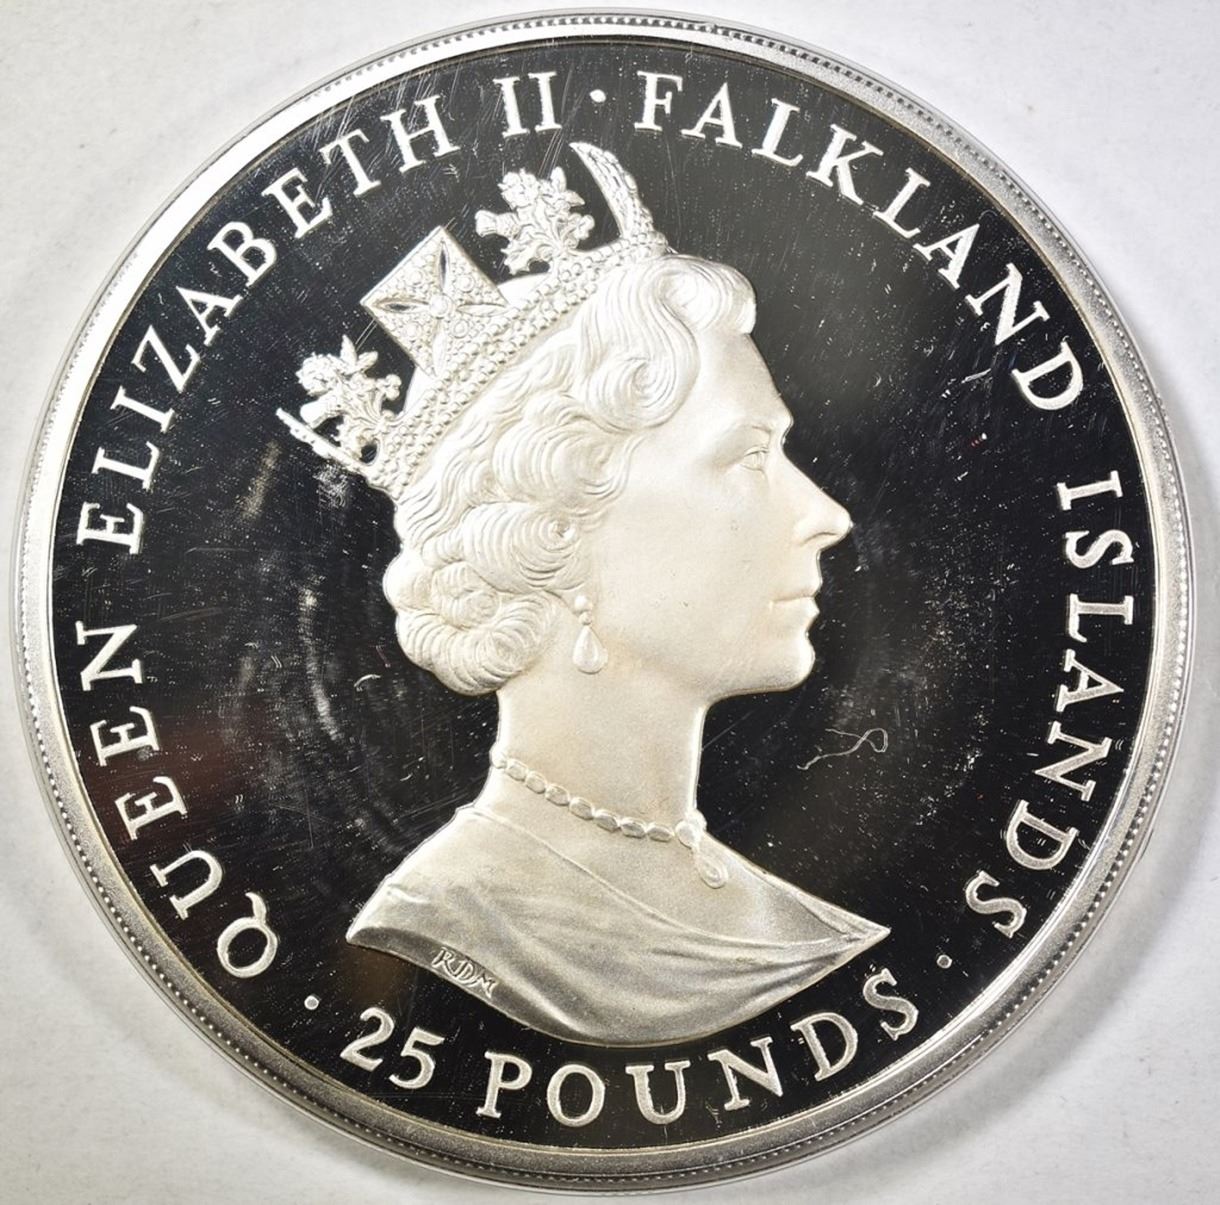 QUEEN ELIZABETH II · FALKLAND ISLANDS ·
· 25 POUNDS ·
RDM